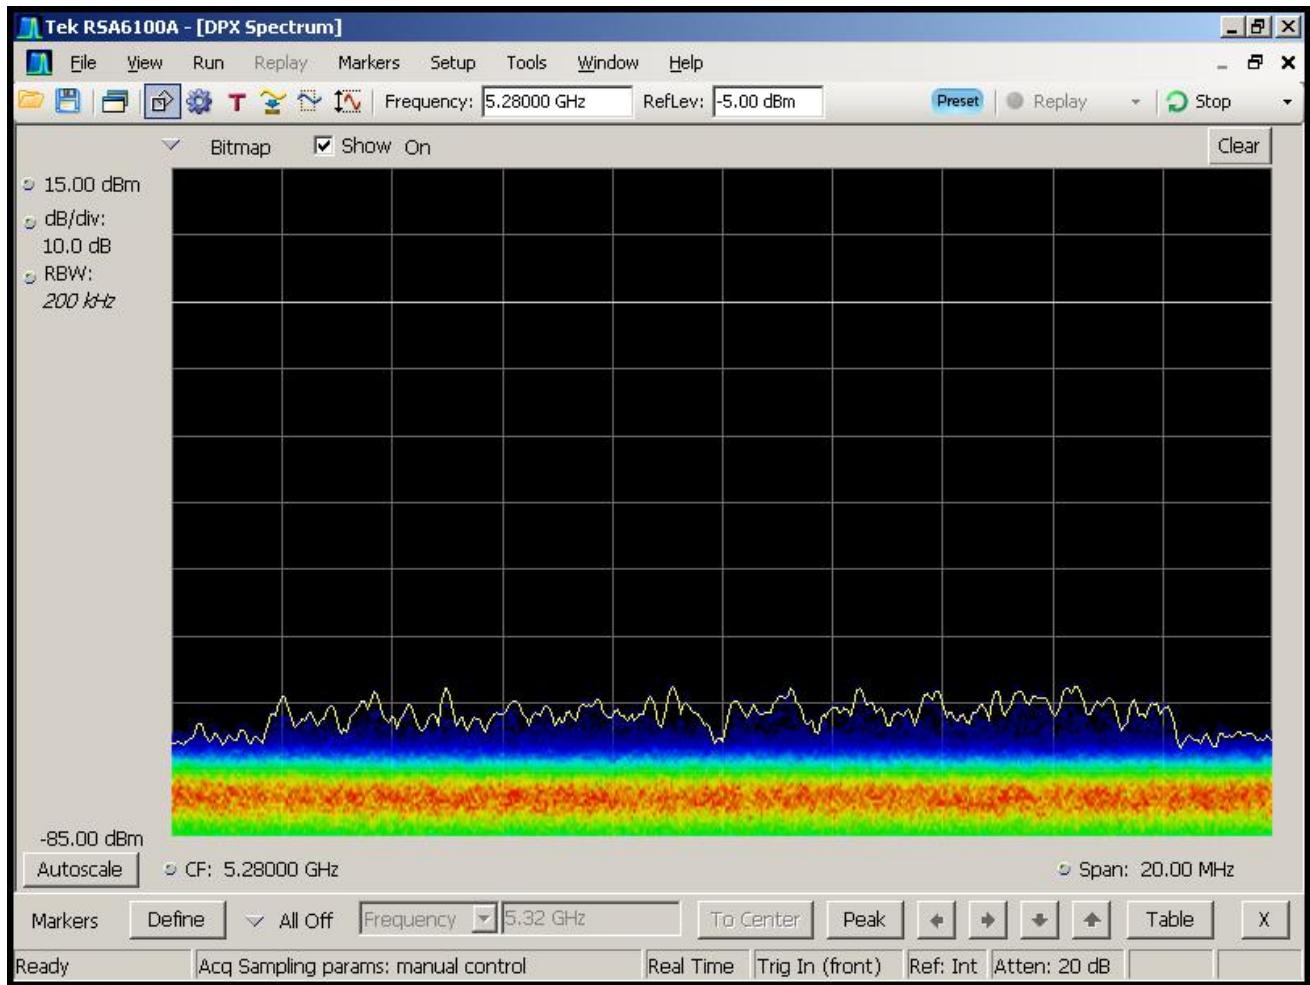 Tek RSA6100A - [DPX Spectrum]
File View Run Replay Markers Setup Tools Window Help
Frequency: 5.28000 GHz RefLev: -5.00 dBm Preset Replay Stop
Bitmap Show On Clear
15.00 dBm
dB/div:
10.0 dB
RBW:
200 kHz
-85.00 dBm
Autoscale CF: 5.28000 GHz Span: 20.00 MHz
Markers Define All Off Frequency 5.32 GHz To Center Peak Table X
Ready Acq Sampling params: manual control Real Time Trig In (front) Ref: Int Atten: 20 dB